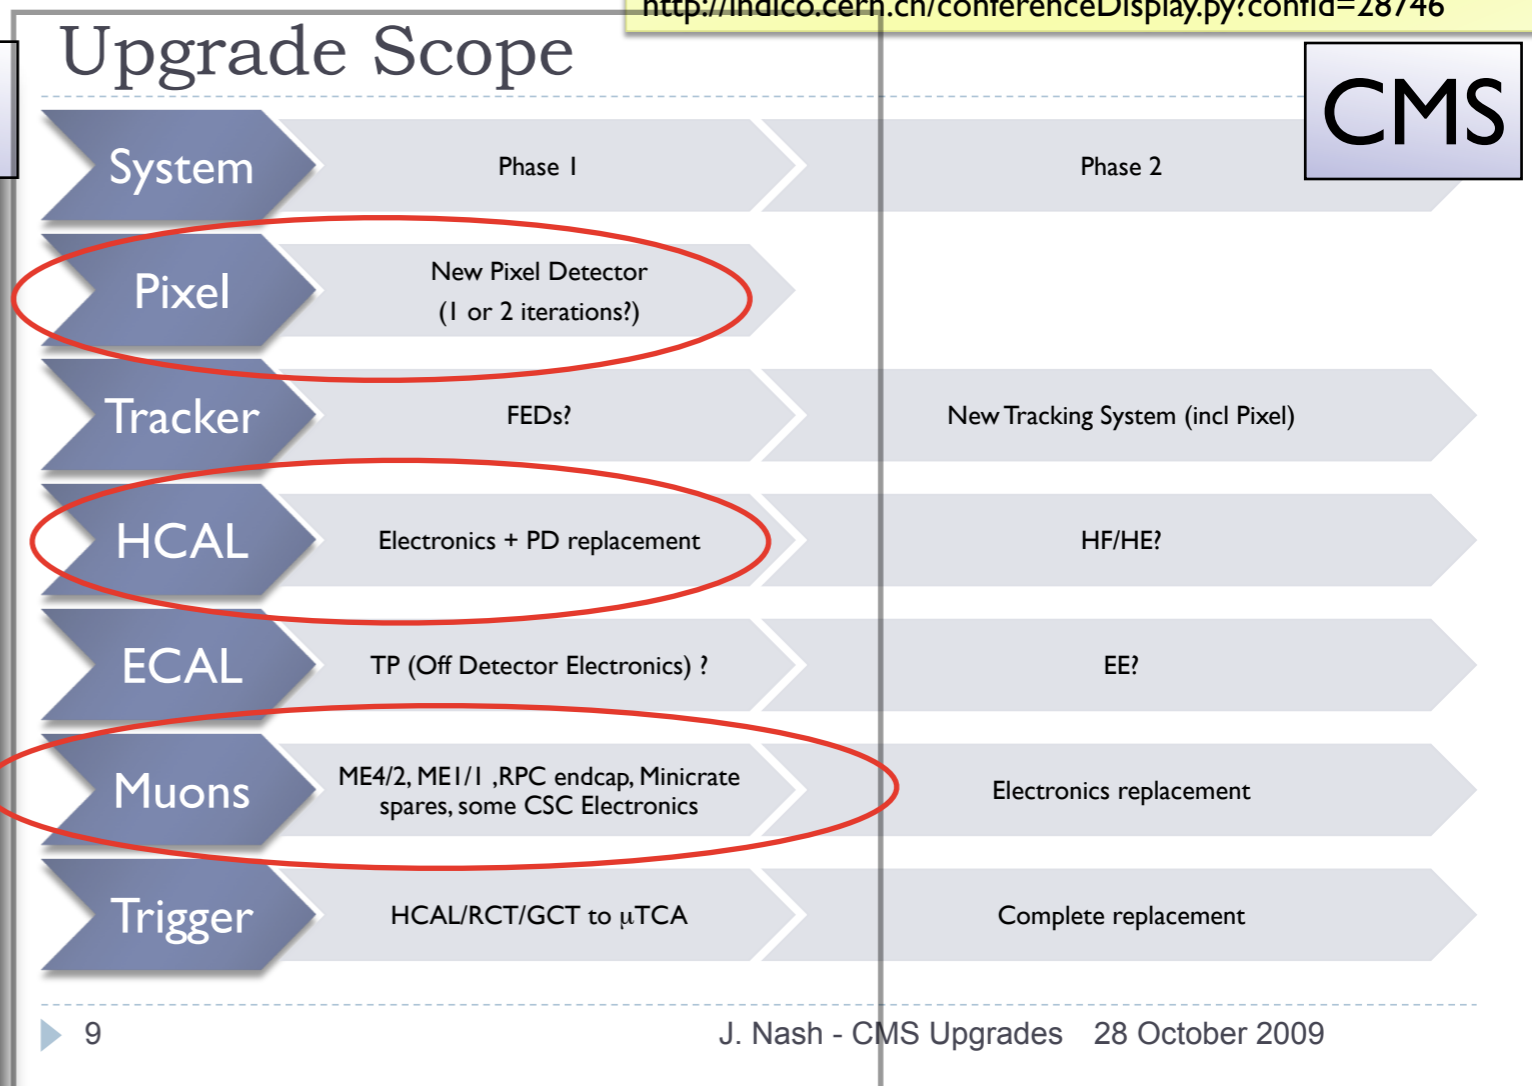 http://indico.cern.ch/conferenceDisplay.py?confId=28746
Upgrade Scope
CMS
System
Phase 1
Phase 2
Pixel
New Pixel Detector
(1 or 2 iterations?)
Tracker
FEDs?
New Tracking System (incl Pixel)
HCAL
Electronics + PD replacement
HF/HE?
ECAL
TP (Off Detector Electronics) ?
EE?
Muons
ME4/2, ME1/1 ,RPC endcap, Minicrate
spares, some CSC Electronics
Electronics replacement
Trigger
HCAL/RCT/GCT to μTCA
Complete replacement
9
J. Nash - CMS Upgrades 28 October 2009